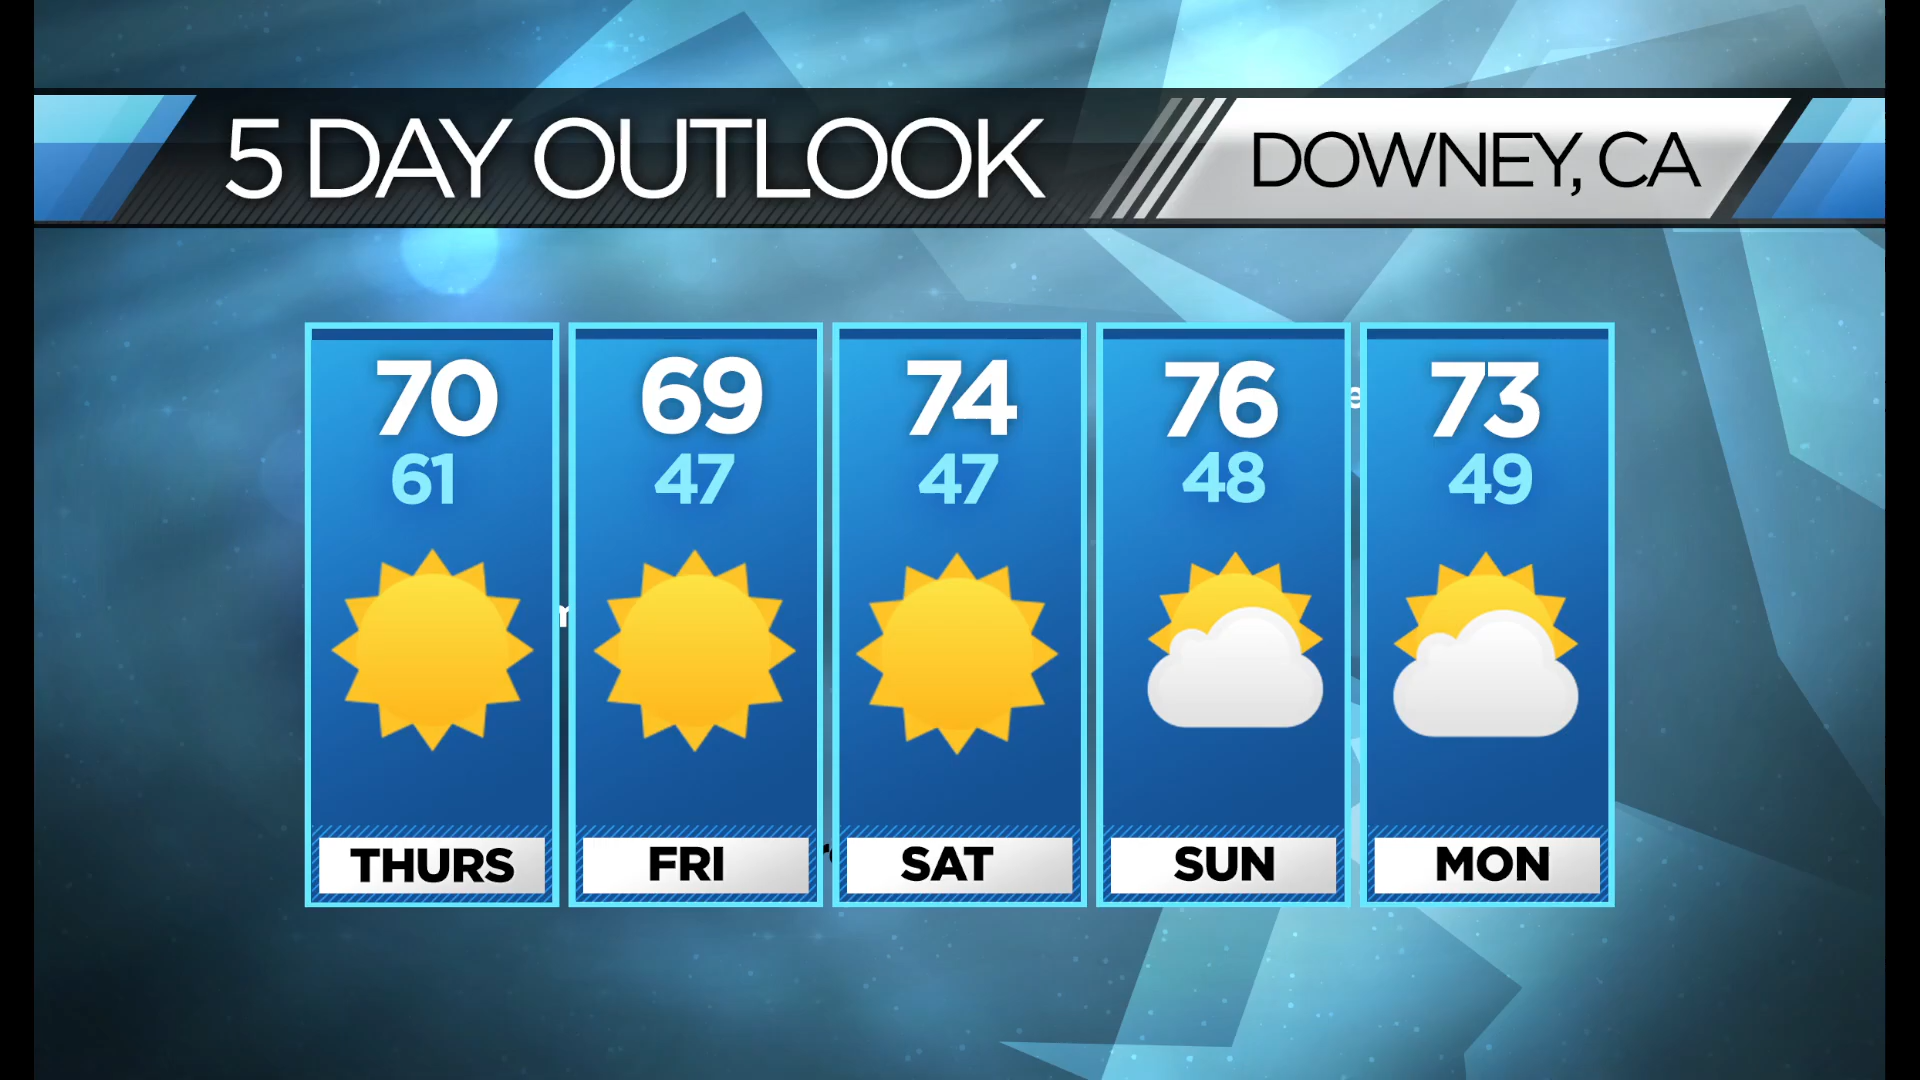 5 DAY OUTLOOK
DOWNEY, CA
70 69 74 76 73
61 47 47 48 49
THURS FRI SAT SUN MON